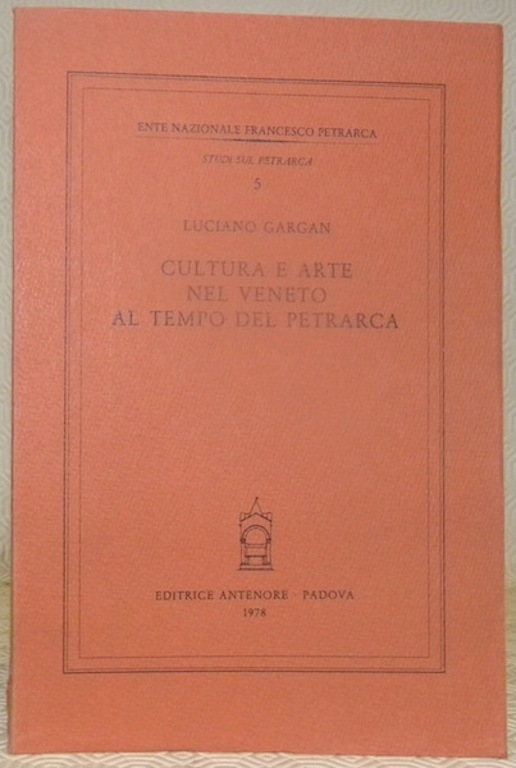 ENTE NAZIONALE FRANCESCO PETRARCA
STUDI SUL PETRARCA
5
LUCIANO GARGAN
CULTURA E ARTE
NEL VENETO
AL TEMPO DEL PETRARCA
EDITRICE ANTENORE · PADOVA
1978